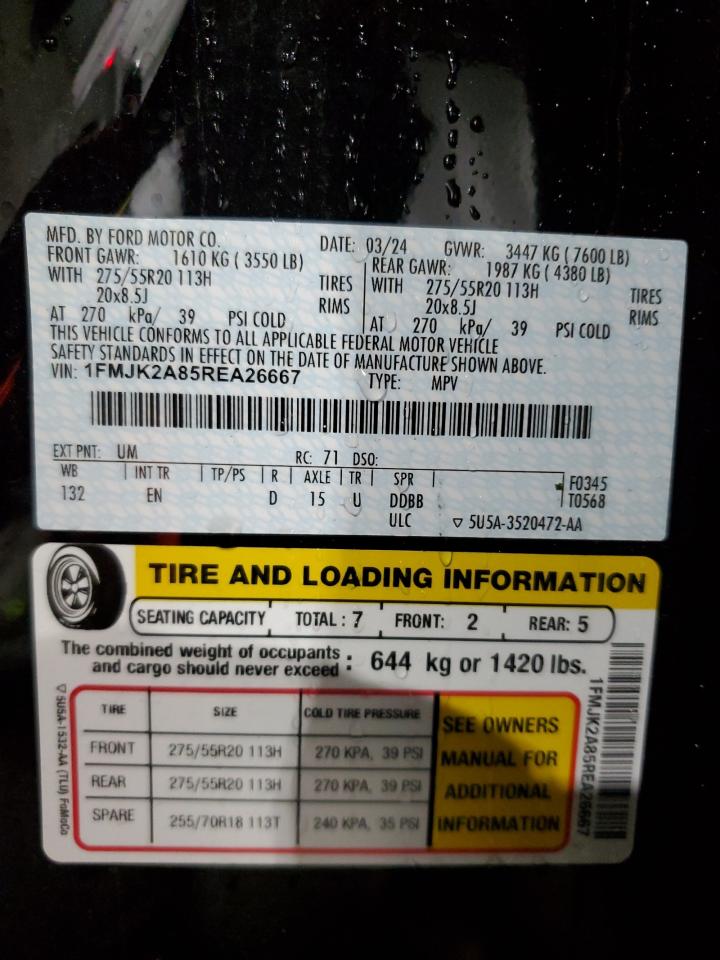 MFD. BY FORD MOTOR CO. DATE: 03/24 GVWR: 3447 KG ( 7600 LB)
FRONT GAWR: 1610 KG ( 3550 LB) REAR GAWR: 1987 KG ( 4380 LB)
WITH 275/55R20 113H TIRES WITH 275/55R20 113H TIRES
20x8.5J RIMS 20x8.5J RIMS
AT 270 kPa/ 39 PSI COLD AT 270 kPa/ 39 PSI COLD
THIS VEHICLE CONFORMS TO ALL APPLICABLE FEDERAL MOTOR VEHICLE
SAFETY STANDARDS IN EFFECT ON THE DATE OF MANUFACTURE SHOWN ABOVE.
VIN: 1FMJK2A85REA26667 TYPE: MPV
EXT PNT: UM RC: 71 DSO:
WB INT TR TP/PS R AXLE TR SPR F0345
132 EN D 15 U DDBB T0568
ULC ▽ 5U5A-3520472-AA
TIRE AND LOADING INFORMATION
SEATING CAPACITY TOTAL : 7 FRONT: 2 REAR: 5
The combined weight of occupants
and cargo should never exceed : 644 kg or 1420 lbs.
TIRE SIZE COLD TIRE PRESSURE
FRONT 275/55R20 113H 270 KPA, 39 PSI
REAR 275/55R20 113H 270 KPA, 39 PSI
SPARE 255/70R18 113T 240 KPA, 35 PSI
SEE OWNERS
MANUAL FOR
ADDITIONAL
INFORMATION
▽ 5U5A-1532-AA (TLU) FoMoCo
1FMJK2A85REA26667